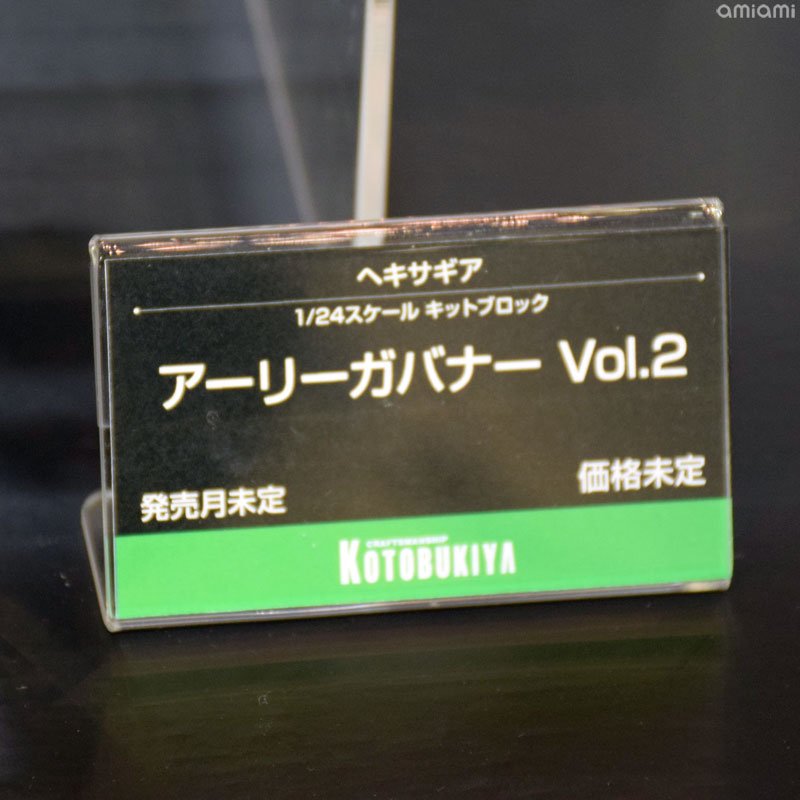 amiami
ヘキサギア
1/24スケール キットブロック
アーリーガバナー Vol.2
価格未定
発売月未定
CRAFTSMANSHIP
KOTOBUKIYA